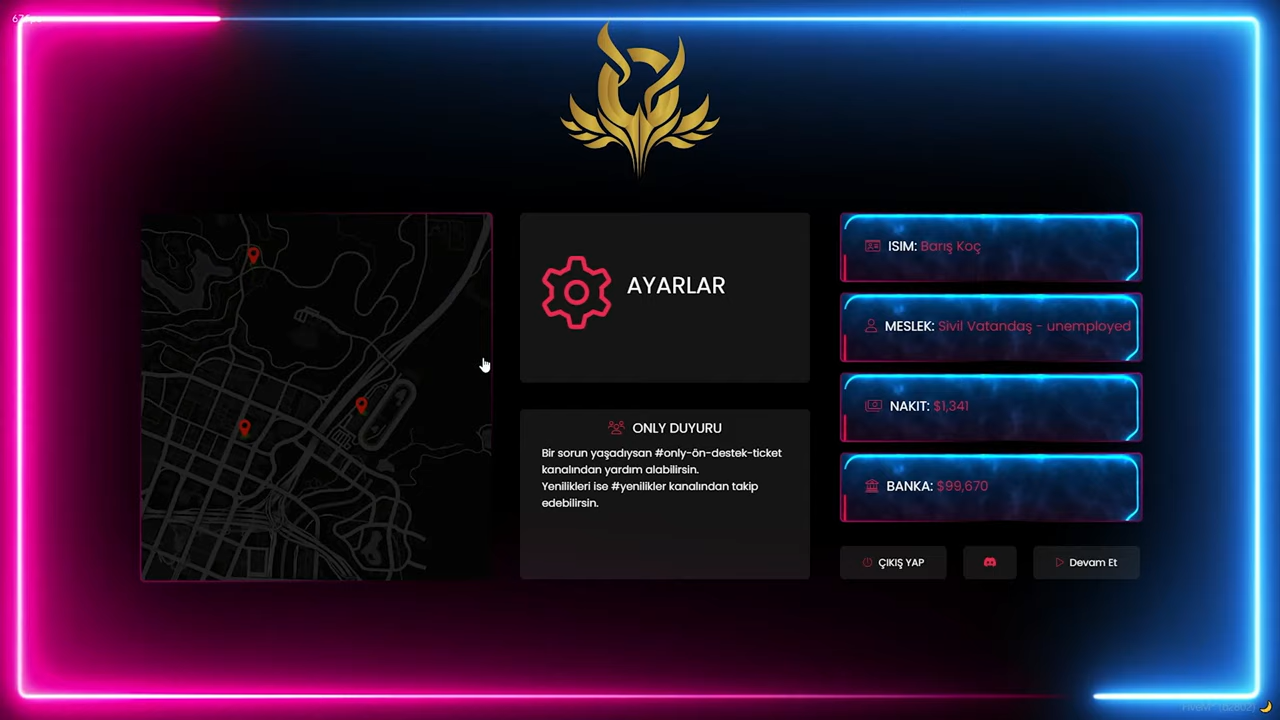 AYARLAR
ONLY DUYURU
Bir sorun yaşadıysan #only-ön-destek-ticket
kanalından yardım alabilirsin.
Yenilikleri ise #yenilikler kanalından takip
edebilirsin.
ISIM: Barış Koç
MESLEK: Sivil Vatandaş - unemployed
NAKIT: $1,341
BANKA: $99,670
ÇIKIŞ YAP
Devam Et